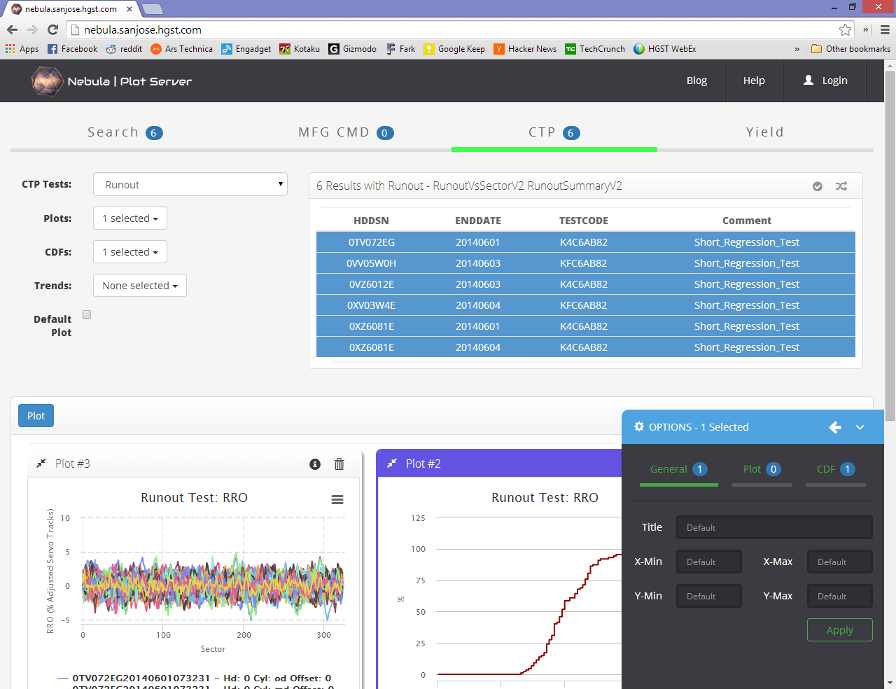 nebula.sanjose.hgst.com ×
nebula.sanjose.hgst.com
Apps Facebook reddit Ars Technica Engadget Kotaku Gizmodo Fark Google Keep Hacker News TechCrunch HGST WebEx » Other bookmarks
Nebula | Plot Server Blog Help Login
Search 6 MFG CMD 0 CTP 6 Yield
CTP Tests: Runout
Plots: 1 selected
CDFs: 1 selected
Trends: None selected
Default
Plot
6 Results with Runout - RunoutVsSectorV2 RunoutSummaryV2
HDDSN ENDDATE TESTCODE Comment
0TV072EG 20140601 K4C6AB82 Short_Regression_Test
0VV05W0H 20140603 KFC6AB82 Short_Regression_Test
0VZ6012E 20140603 K4C6AB82 Short_Regression_Test
0XV03W4E 20140604 KFC6AB82 Short_Regression_Test
0XZ6081E 20140601 K4C6AB82 Short_Regression_Test
0XZ6081E 20140604 K4C6AB82 Short_Regression_Test
Plot
Plot #3
Runout Test: RRO
RRO (% Adjusted Servo Tracks)
10
5
0
−5
0 100 200 300
Sector
0TV072EG20140601073231 - Hd: 0 Cyl: od Offset: 0
Plot #2
Runout Test: RRO
%
125
100
75
50
25
0
OPTIONS - 1 Selected
General 1 Plot 0 CDF 1
Title Default
X-Min Default X-Max Default
Y-Min Default Y-Max Default
Apply